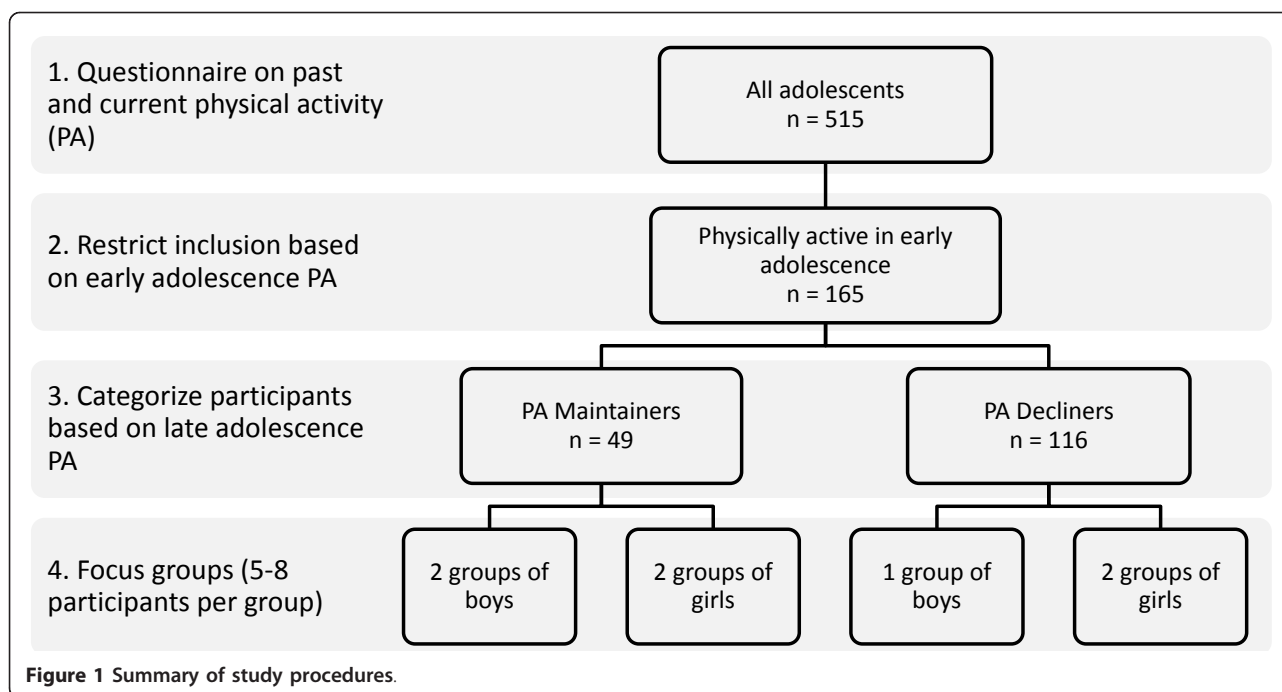 1. Questionnaire on past
and current physical activity
(PA)
All adolescents
n = 515
2. Restrict inclusion based
on early adolescence PA
Physically active in early
adolescence
n = 165
3. Categorize participants
based on late adolescence
PA
PA Maintainers
n = 49
PA Decliners
n = 116
4. Focus groups (5-8
participants per group)
2 groups of
boys
2 groups of
girls
1 group of
boys
2 groups of
girls
Figure 1 Summary of study procedures.